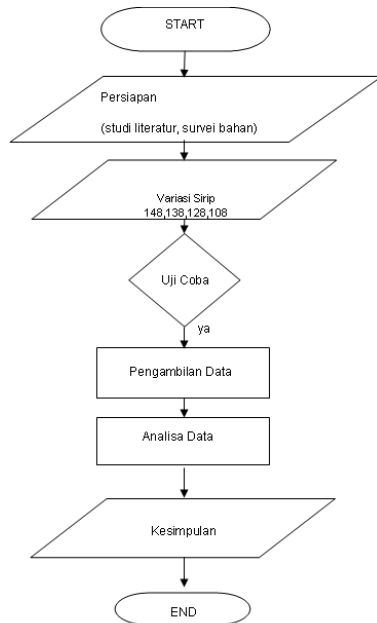 START
Persiapan
(studi literatur, survei bahan)
Variasi Sirip
148,138,128,108
Uji Coba
ya
Pengambilan Data
Analisa Data
Kesimpulan
END